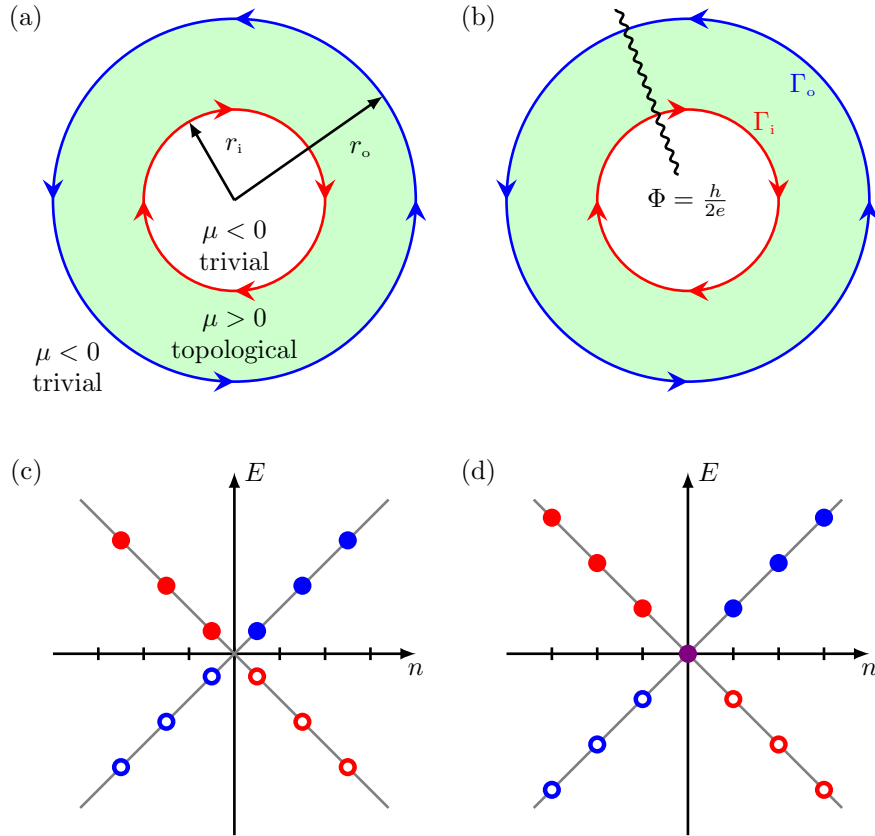 (a)
r_i
r_o
μ < 0
trivial
μ > 0
topological
μ < 0
trivial
(b)
Γ_o
Γ_i
Φ = h/2e
(c)
E
n
(d)
E
n